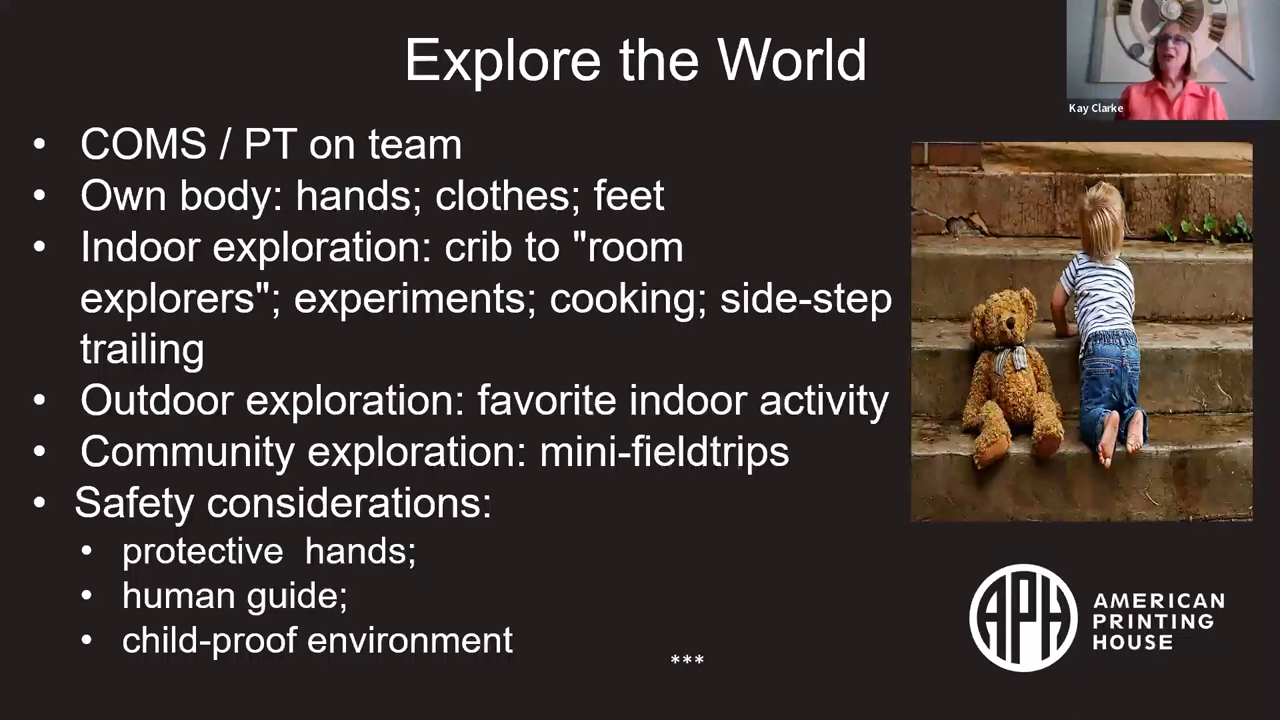 Explore the World
Kay Clarke
• COMS / PT on team
• Own body: hands; clothes; feet
• Indoor exploration: crib to "room
explorers"; experiments; cooking; side-step
trailing
• Outdoor exploration: favorite indoor activity
• Community exploration: mini-fieldtrips
• Safety considerations:
• protective  hands;
• human guide;
• child-proof environment
***
APH
AMERICAN
PRINTING
HOUSE